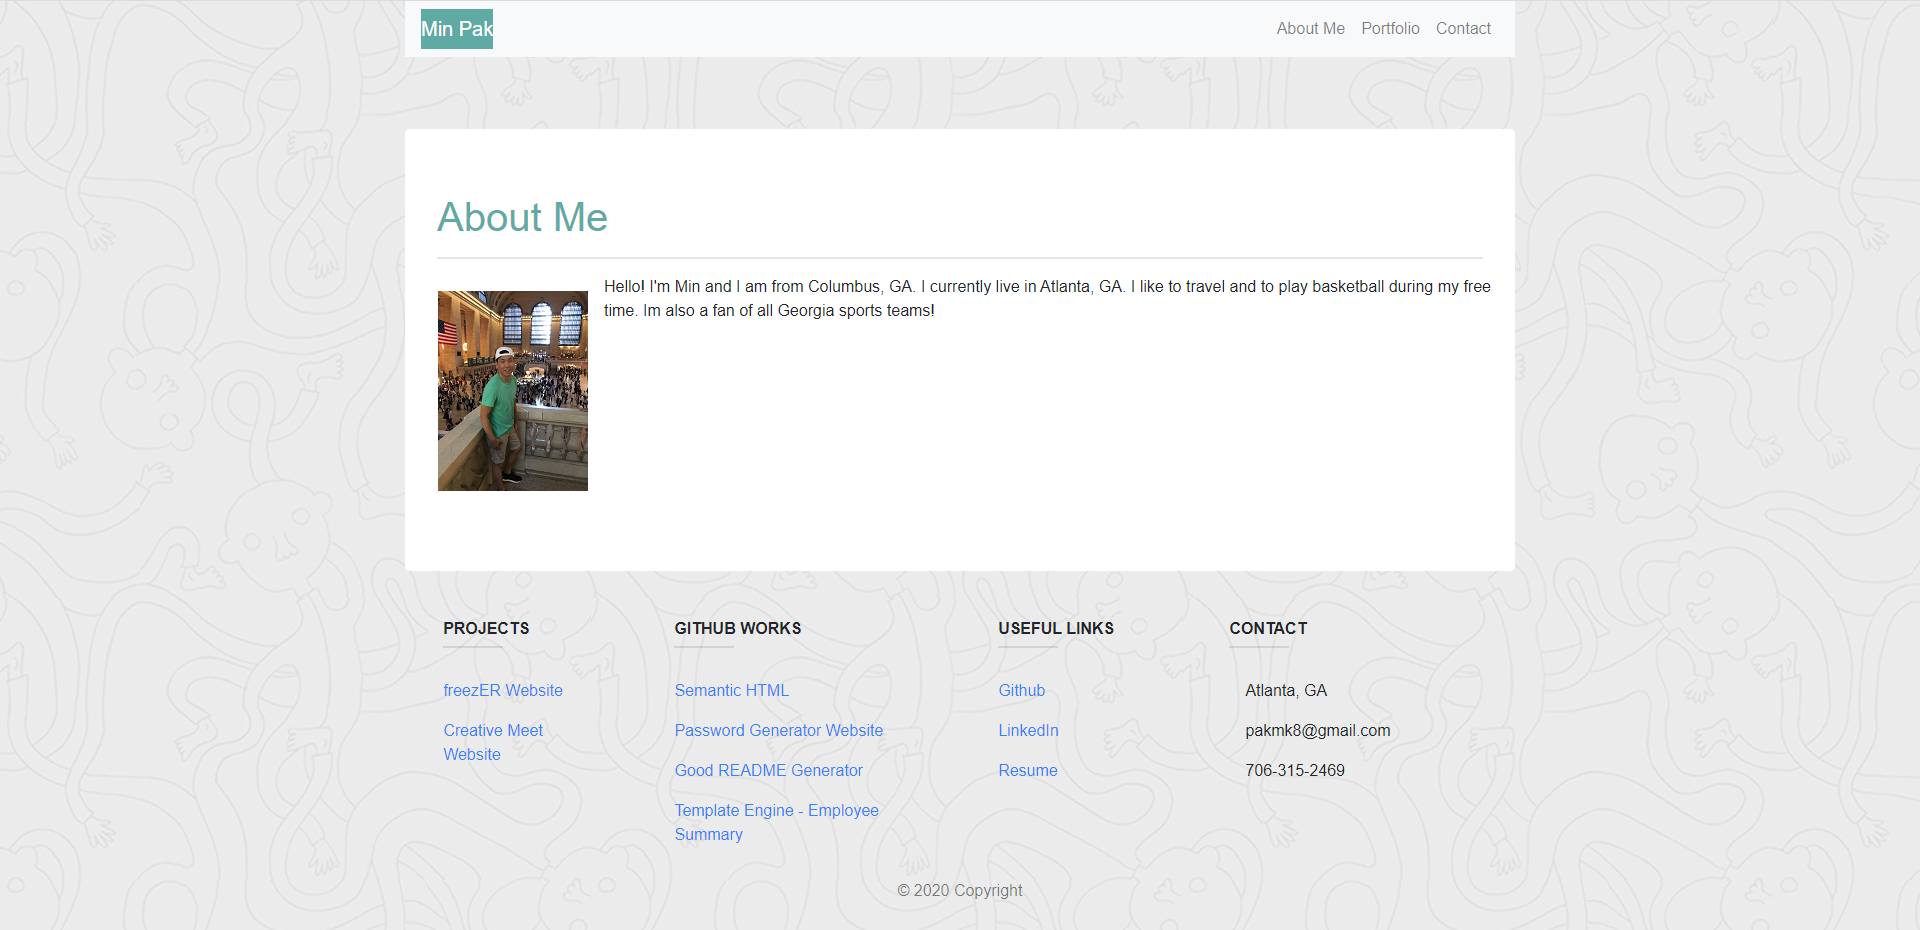 Min Pak
About Me Portfolio Contact
About Me
Hello! I'm Min and I am from Columbus, GA. I currently live in Atlanta, GA. I like to travel and to play basketball during my free
time. Im also a fan of all Georgia sports teams!
PROJECTS
freezER Website
Creative Meet
Website
GITHUB WORKS
Semantic HTML
Password Generator Website
Good README Generator
Template Engine - Employee
Summary
USEFUL LINKS
Github
LinkedIn
Resume
CONTACT
Atlanta, GA
pakmk8@gmail.com
706-315-2469
© 2020 Copyright